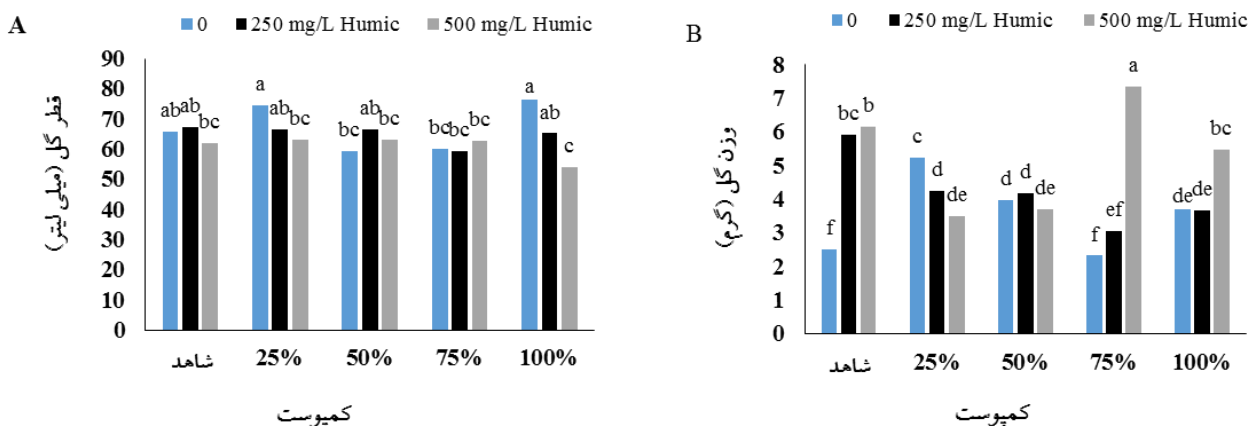 A
0 250 mg/L Humic 500 mg/L Humic
90
80
70
60
50
40
30
20
10
0
قطر گل (میلی لیتر)
ab ab bc
a ab bc
bc ab bc
bc bc bc
a ab c
شاهد 25% 50% 75% 100%
کمپوست
B
0 250 mg/L Humic 500 mg/L Humic
8
7
6
5
4
3
2
1
0
وزن گل (گرم)
f bc b
c d de
d d de
f ef a
de de bc
شاهد 25% 50% 75% 100%
کمپوست